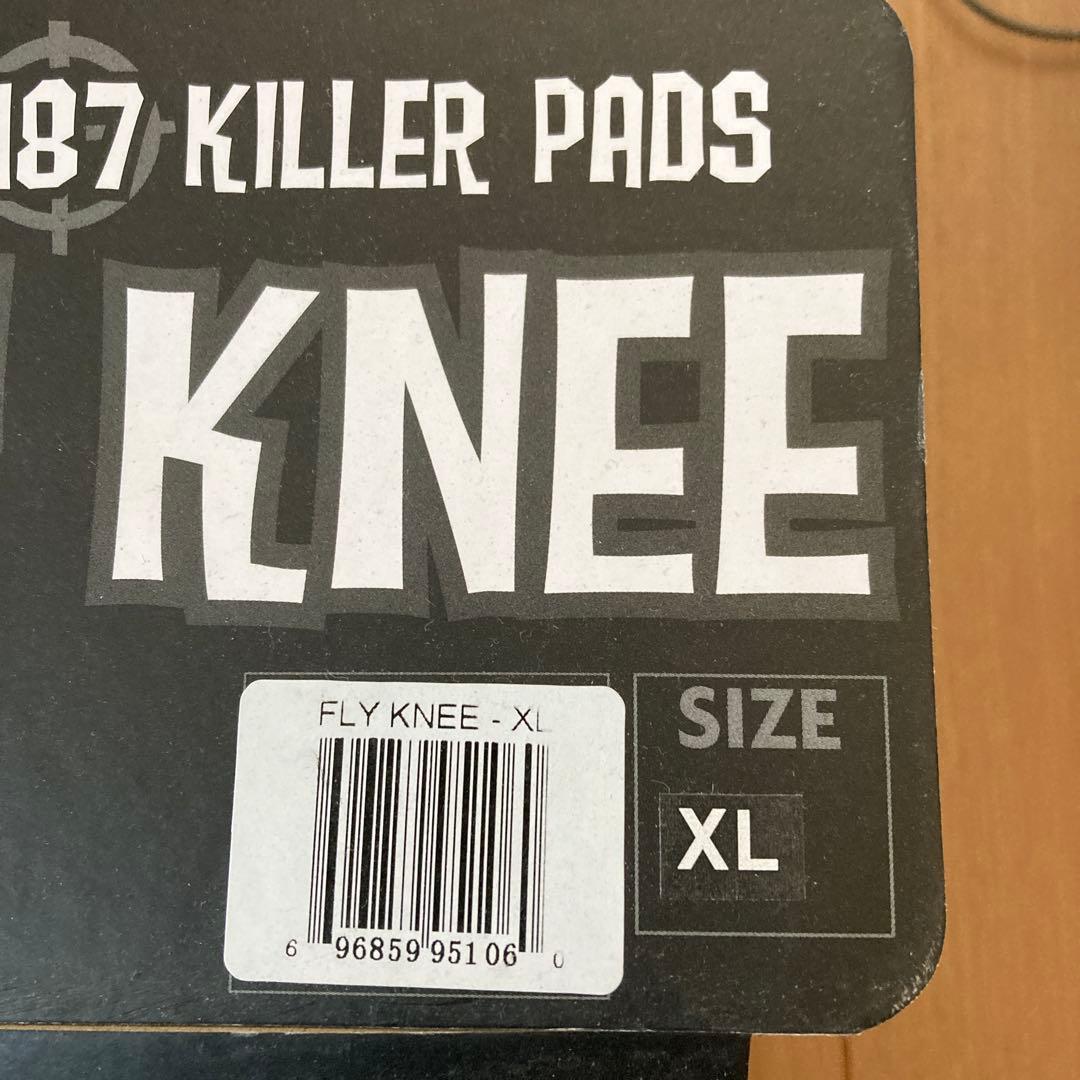 187 KILLER PADS
KNEE
FLY KNEE - XL
6 96859 95106 0
SIZE
XL